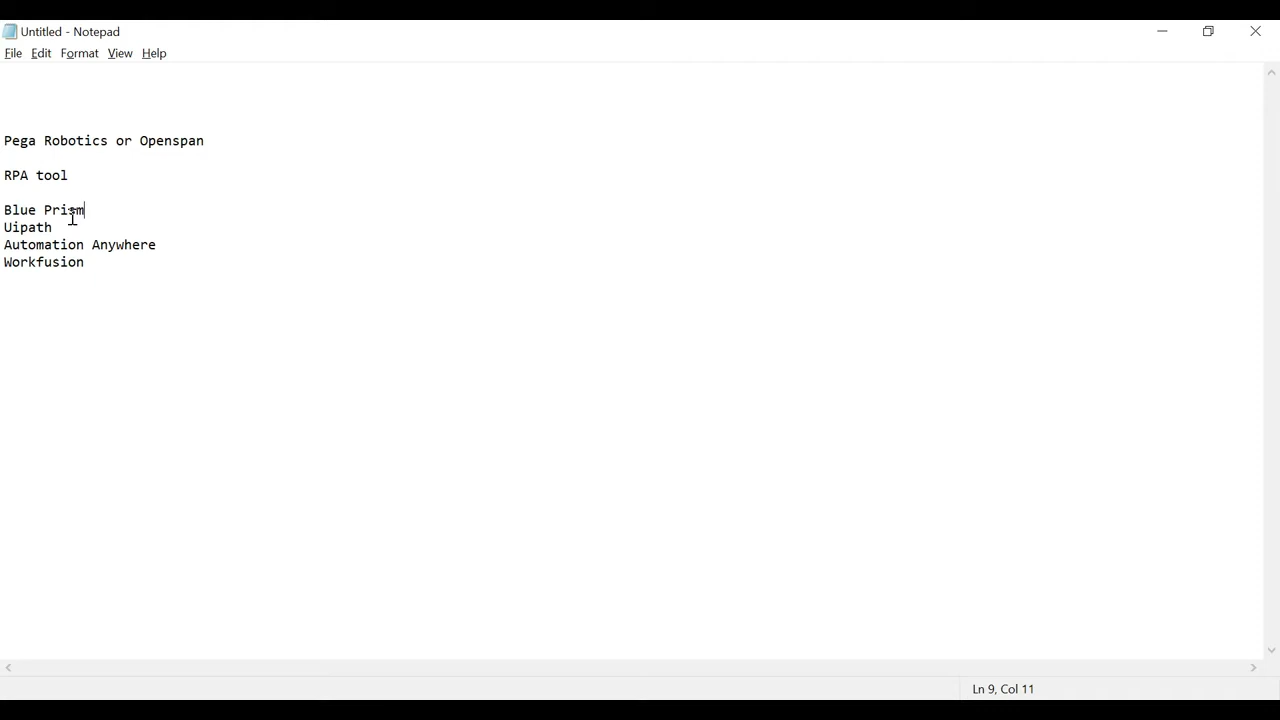 Untitled - Notepad
File Edit Format View Help
Pega Robotics or Openspan
RPA tool
Blue Prism
Uipath
Automation Anywhere
Workfusion
Ln 9, Col 11